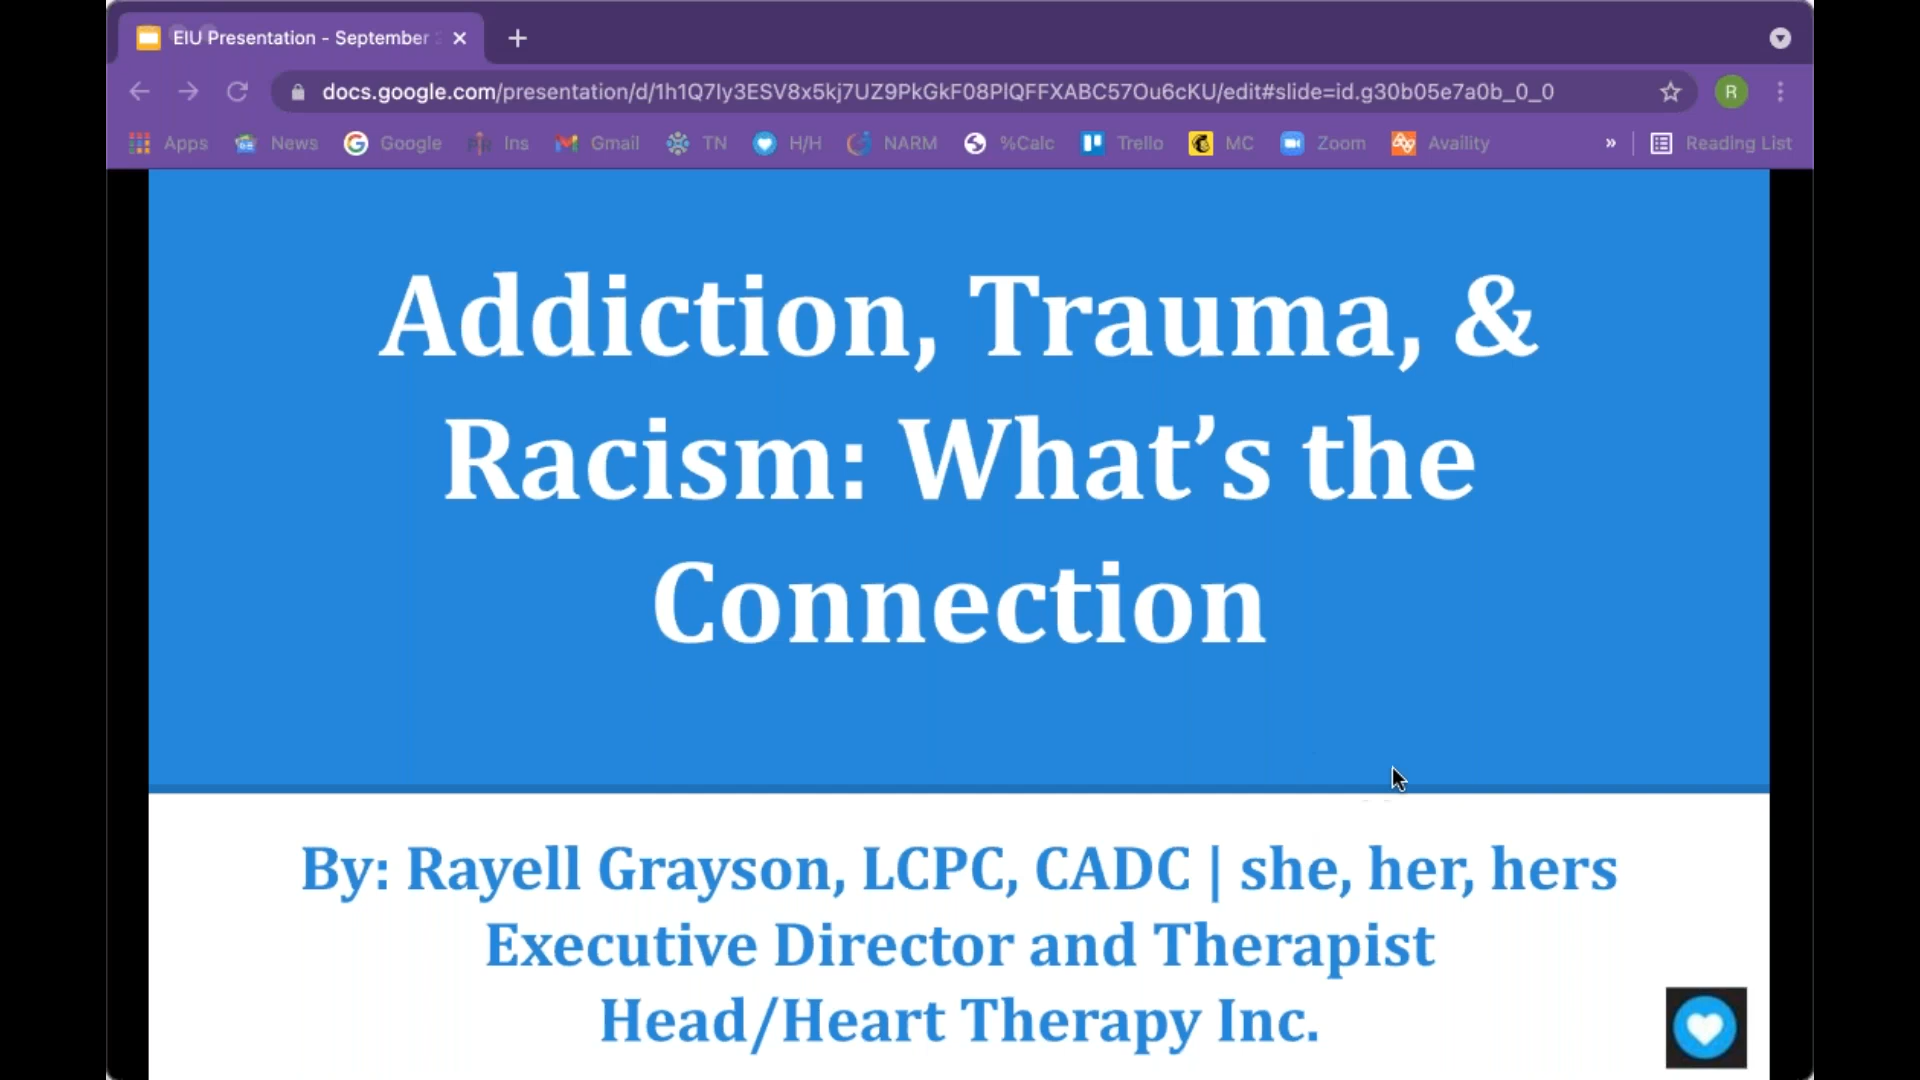 EIU Presentation - September
docs.google.com/presentation/d/1h1Q7Iy3ESV8x5kj7UZ9PkGkF08PlQFFXABC57Ou6cKU/edit#slide=id.g30b05e7a0b_0_0
R
Apps News Google Ins Gmail TN H/H NARM %Calc Trello MC Zoom Availity » Reading List
Addiction, Trauma, &
Racism: What’s the
Connection
By: Rayell Grayson, LCPC, CADC | she, her, hers
Executive Director and Therapist
Head/Heart Therapy Inc.